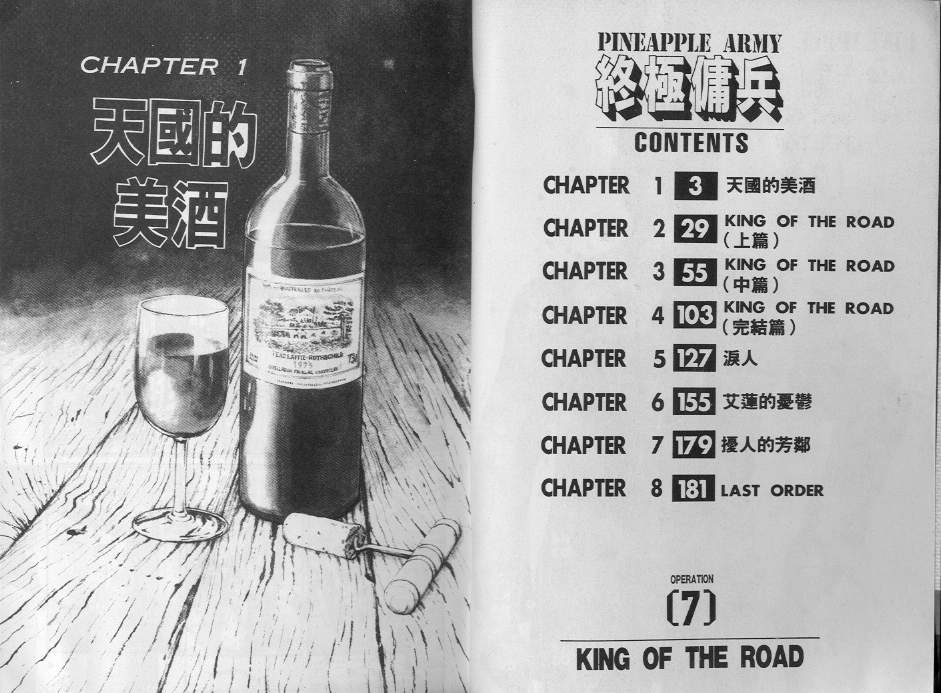 CHAPTER 1
天國的
美酒
LAFITE-ROTHSCHILD
1975
PINEAPPLE ARMY
終極傭兵
CONTENTS
CHAPTER 1 3 天國的美酒
CHAPTER 2 29 KING OF THE ROAD
(上篇)
CHAPTER 3 55 KING OF THE ROAD
(中篇)
CHAPTER 4 103 KING OF THE ROAD
(完結篇)
CHAPTER 5 127 淚人
CHAPTER 6 155 艾蓮的憂鬱
CHAPTER 7 179 擾人的芳鄰
CHAPTER 8 181 LAST ORDER
OPERATION
(7)
KING OF THE ROAD